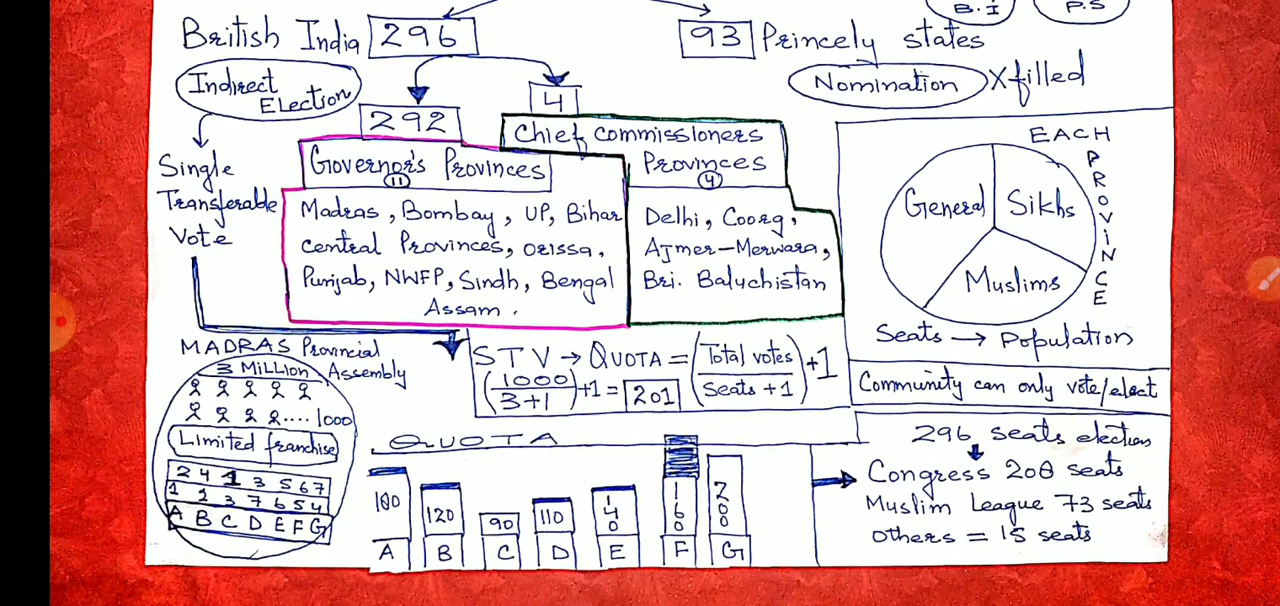 B.I
P.S
British India 296
93 Princely states
Indirect Election
Nomination Xfilled
4
292
Chief commissioners
Provinces
4
Governor's Provinces
11
Single
Transferable
Vote
Madras, Bombay, UP, Bihar
central Provinces, orissa,
Punjab, NWFP, Sindh, Bengal
Assam.
Delhi, Coorg,
Ajmer-Merwara,
Bri. Baluchistan
EACH
PROVINCE
General
Sikhs
Muslims
Seats → Population
Community can only vote/elect
MADRAS Provincial
Assembly
3 MiLLion
.... 1000
Limited franchise
2 4 1 3 5 6 7
1 2 3 7 6 5 4
A B C D E F G
STV → QUOTA = (Total votes / Seats + 1) + 1
(1000 / 3+1) + 1 = 201
QUOTA
180
120
90
110
140
160
200
A B C D E F G
296 seats election
Congress 208 seats
Muslim League 73 seats
others = 15 seats